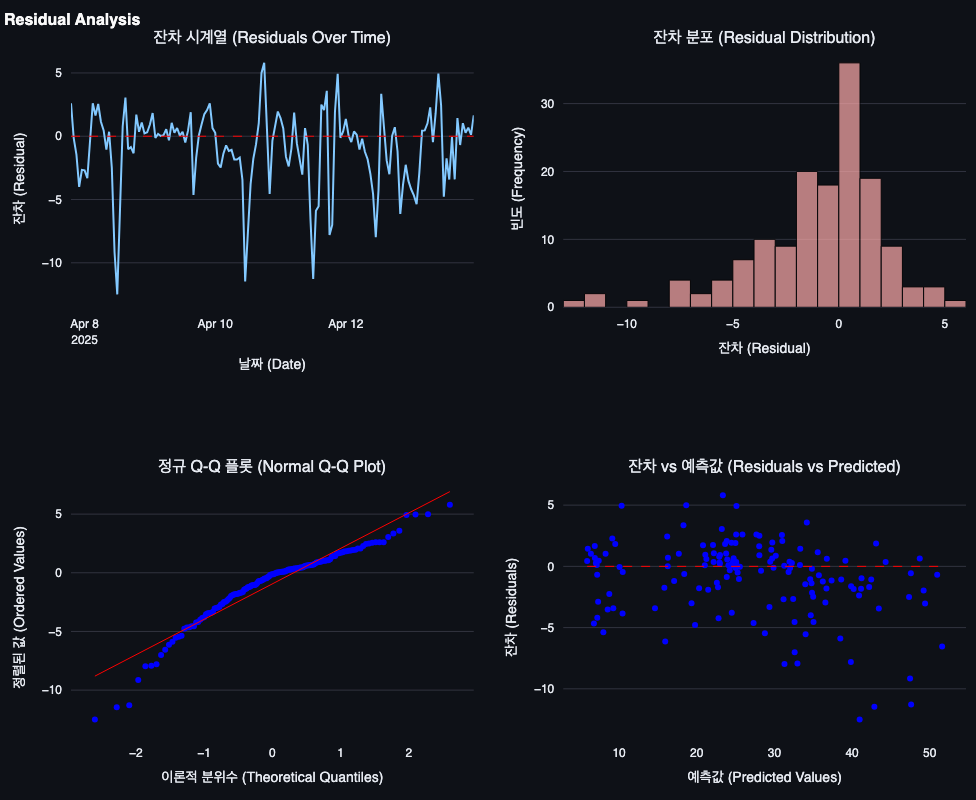 Residual Analysis
잔차 시계열 (Residuals Over Time)
5
0
−5
−10
잔차 (Residual)
Apr 8
2025
Apr 10
Apr 12
날짜 (Date)
잔차 분포 (Residual Distribution)
30
20
10
0
빈도 (Frequency)
−10
−5
0
5
잔차 (Residual)
정규 Q-Q 플롯 (Normal Q-Q Plot)
5
0
−5
−10
정렬된 값 (Ordered Values)
−2
−1
0
1
2
이론적 분위수 (Theoretical Quantiles)
잔차 vs 예측값 (Residuals vs Predicted)
5
0
−5
−10
잔차 (Residuals)
10
20
30
40
50
예측값 (Predicted Values)